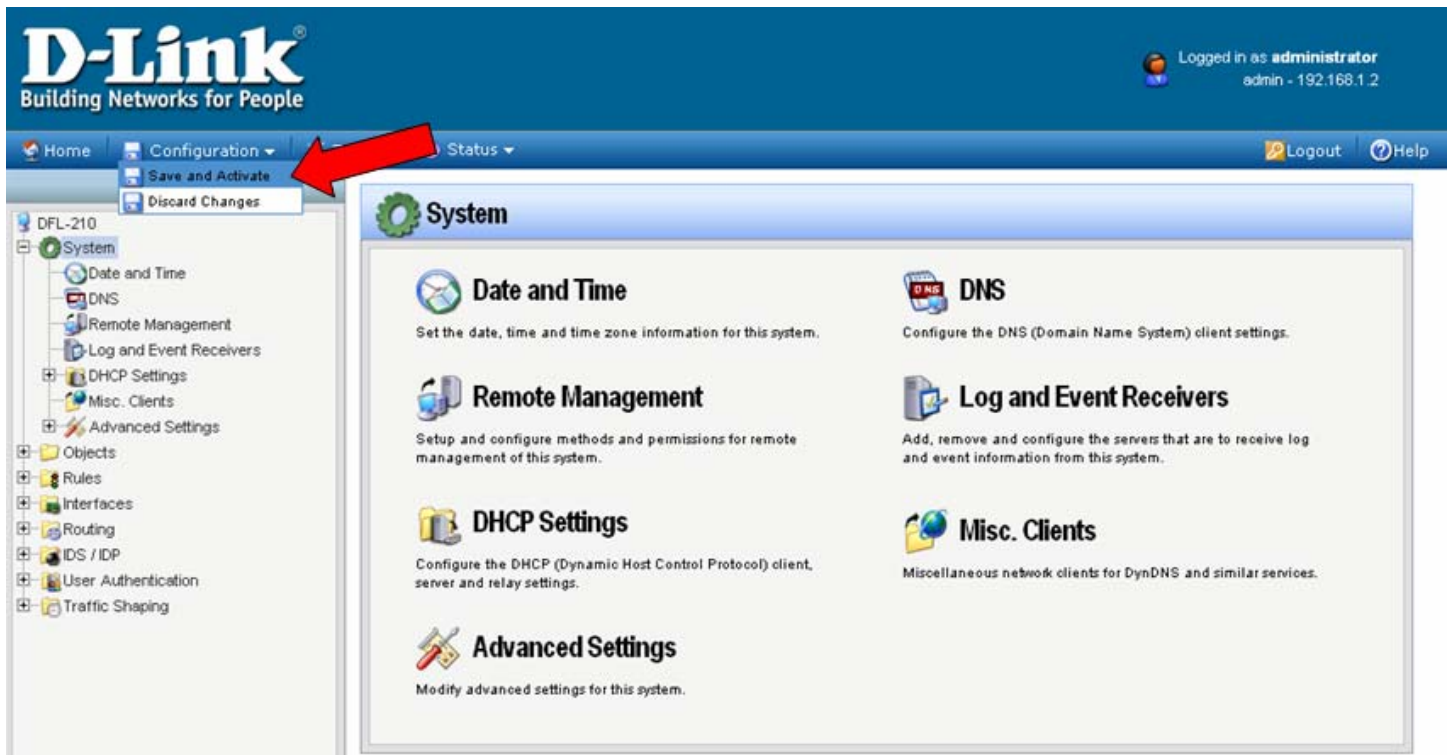 D-Link®
Building Networks for People
Logged in as administrator
admin - 192.168.1.2
Home Configuration Status Logout Help
Save and Activate
Discard Changes
DFL-210
System
Date and Time
DNS
Remote Management
Log and Event Receivers
DHCP Settings
Misc. Clients
Advanced Settings
Objects
Rules
Interfaces
Routing
IDS / IDP
User Authentication
Traffic Shaping
System
Date and Time
Set the date, time and time zone information for this system.
DNS
Configure the DNS (Domain Name System) client settings.
Remote Management
Setup and configure methods and permissions for remote
management of this system.
Log and Event Receivers
Add, remove and configure the servers that are to receive log
and event information from this system.
DHCP Settings
Configure the DHCP (Dynamic Host Control Protocol) client,
server and relay settings.
Misc. Clients
Miscellaneous network clients for DynDNS and similar services.
Advanced Settings
Modify advanced settings for this system.